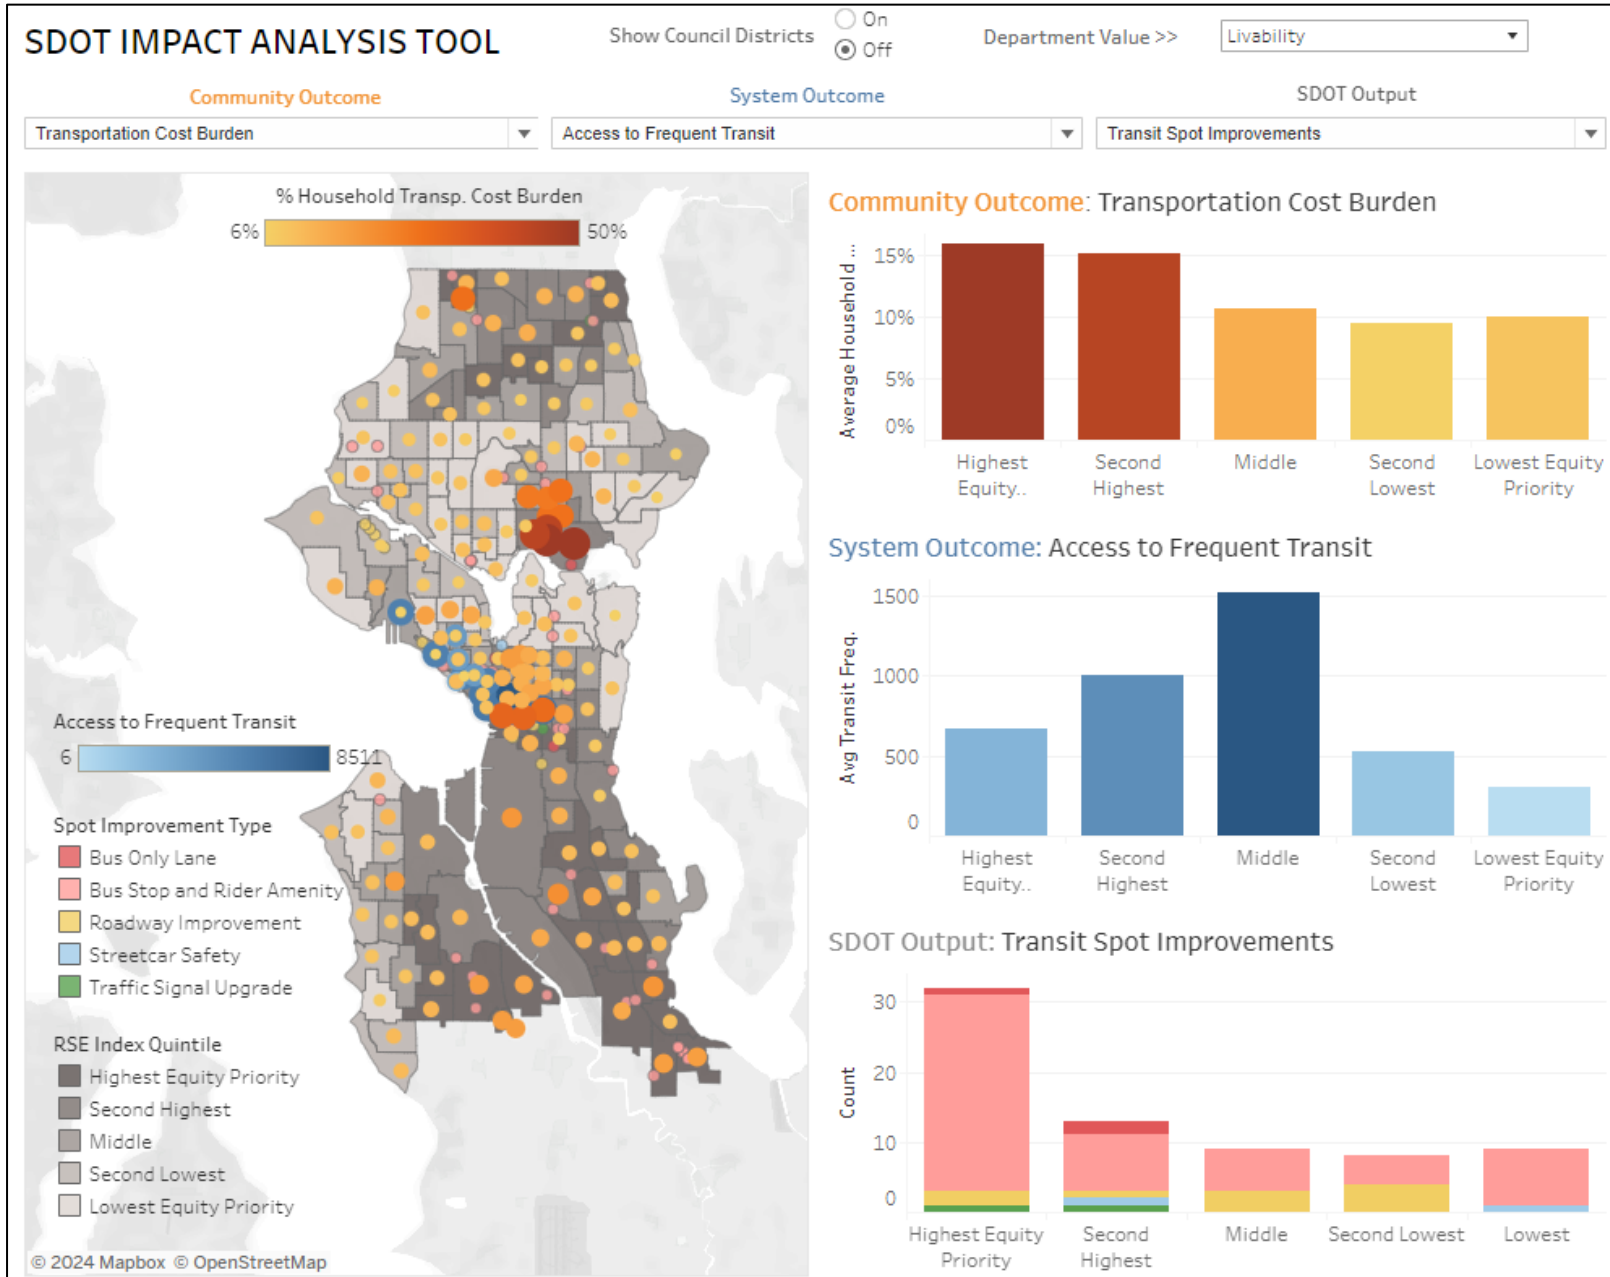 SDOT IMPACT ANALYSIS TOOL
Show Council Districts
On
Off
Department Value >>
Livability
Community Outcome
System Outcome
SDOT Output
Transportation Cost Burden
Access to Frequent Transit
Transit Spot Improvements
% Household Transp. Cost Burden
6%
50%
Access to Frequent Transit
6
8511
Spot Improvement Type
Bus Only Lane
Bus Stop and Rider Amenity
Roadway Improvement
Streetcar Safety
Traffic Signal Upgrade
RSE Index Quintile
Highest Equity Priority
Second Highest
Middle
Second Lowest
Lowest Equity Priority
© 2024 Mapbox © OpenStreetMap
Community Outcome: Transportation Cost Burden
Average Household ...
15%
10%
5%
0%
Highest
Equity..
Second
Highest
Middle
Second
Lowest
Lowest Equity
Priority
System Outcome: Access to Frequent Transit
Avg Transit Freq.
1500
1000
500
0
Highest
Equity..
Second
Highest
Middle
Second
Lowest
Lowest Equity
Priority
SDOT Output: Transit Spot Improvements
Count
30
20
10
0
Highest Equity
Priority
Second
Highest
Middle
Second Lowest
Lowest